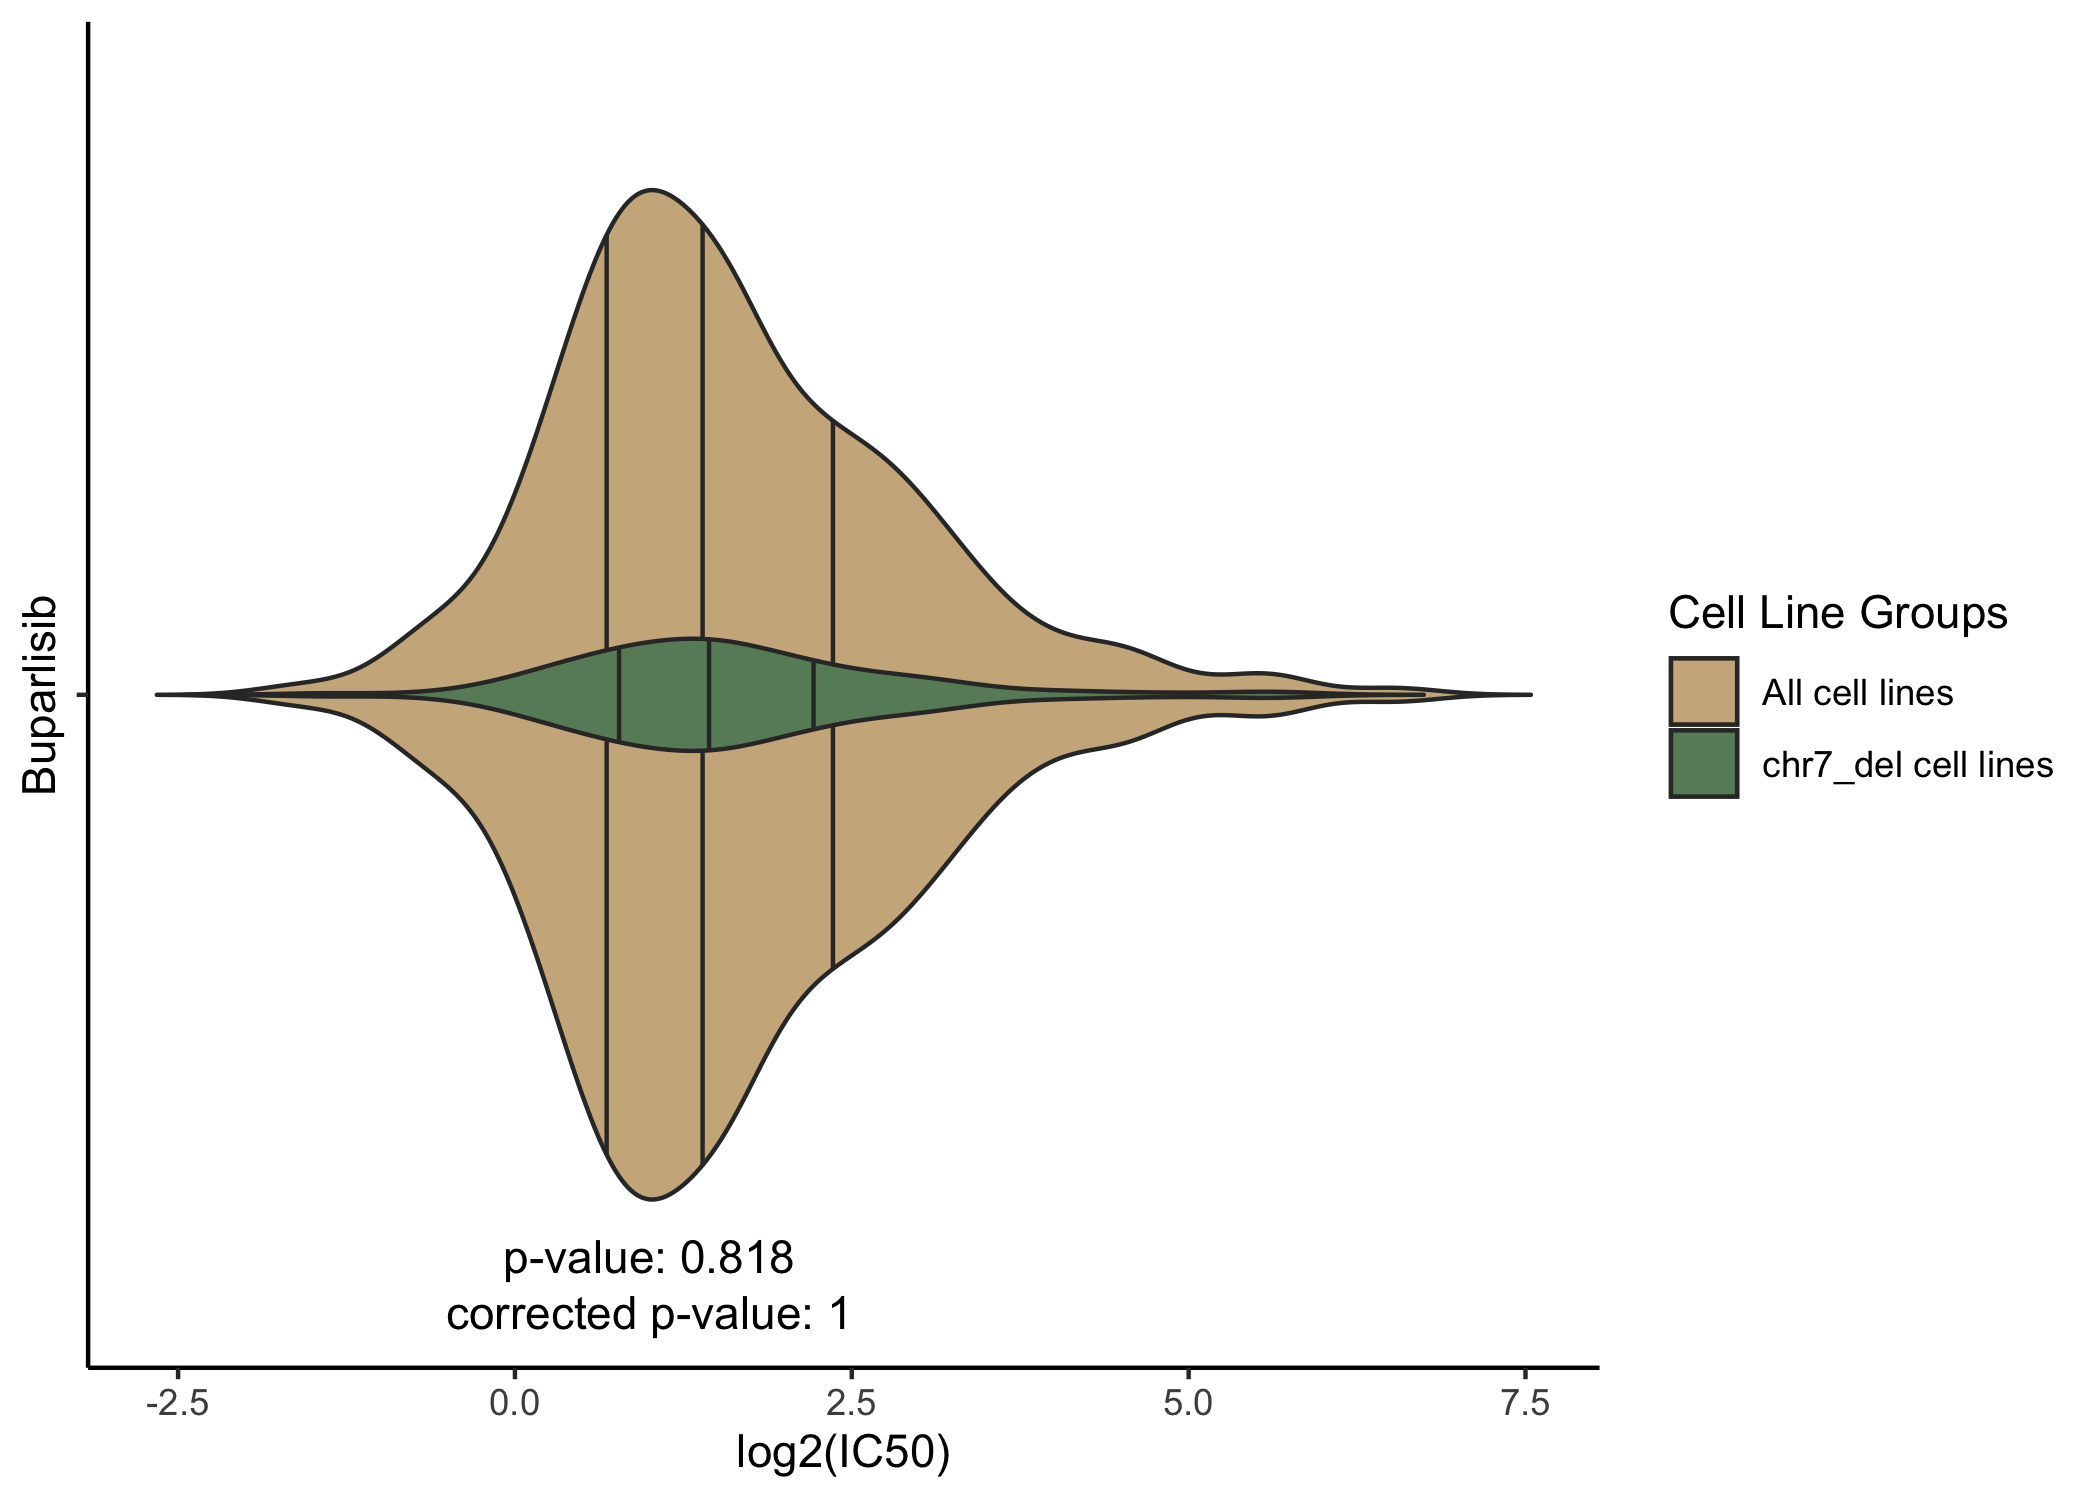 Buparlisib
p-value: 0.818
corrected p-value: 1
-2.5
0.0
2.5
5.0
7.5
log2(IC50)
Cell Line Groups
All cell lines
chr7_del cell lines